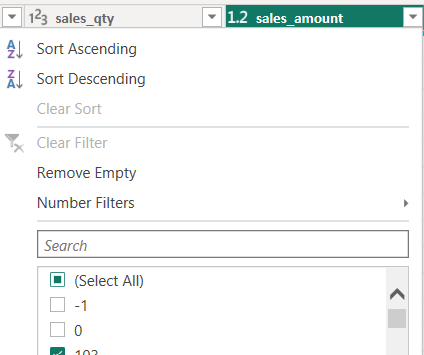 1²3 sales_qty 1.2 sales_amount
Sort Ascending
Sort Descending
Clear Sort
Clear Filter
Remove Empty
Number Filters
Search
(Select All)
-1
0
103